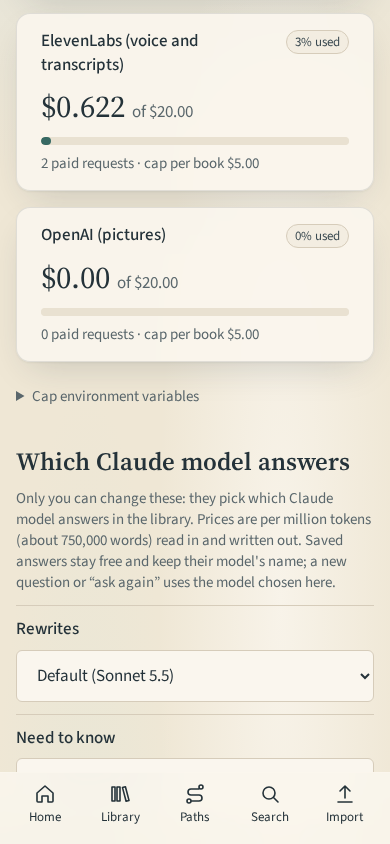 ElevenLabs (voice and
transcripts)
3% used
$0.622 of $20.00
2 paid requests · cap per book $5.00
OpenAI (pictures)
0% used
$0.00 of $20.00
0 paid requests · cap per book $5.00
Cap environment variables
Which Claude model answers
Only you can change these: they pick which Claude
model answers in the library. Prices are per million tokens
(about 750,000 words) read in and written out. Saved
answers stay free and keep their model's name; a new
question or “ask again” uses the model chosen here.
Rewrites
Default (Sonnet 5.5)
Need to know
Home
Library
Paths
Search
Import